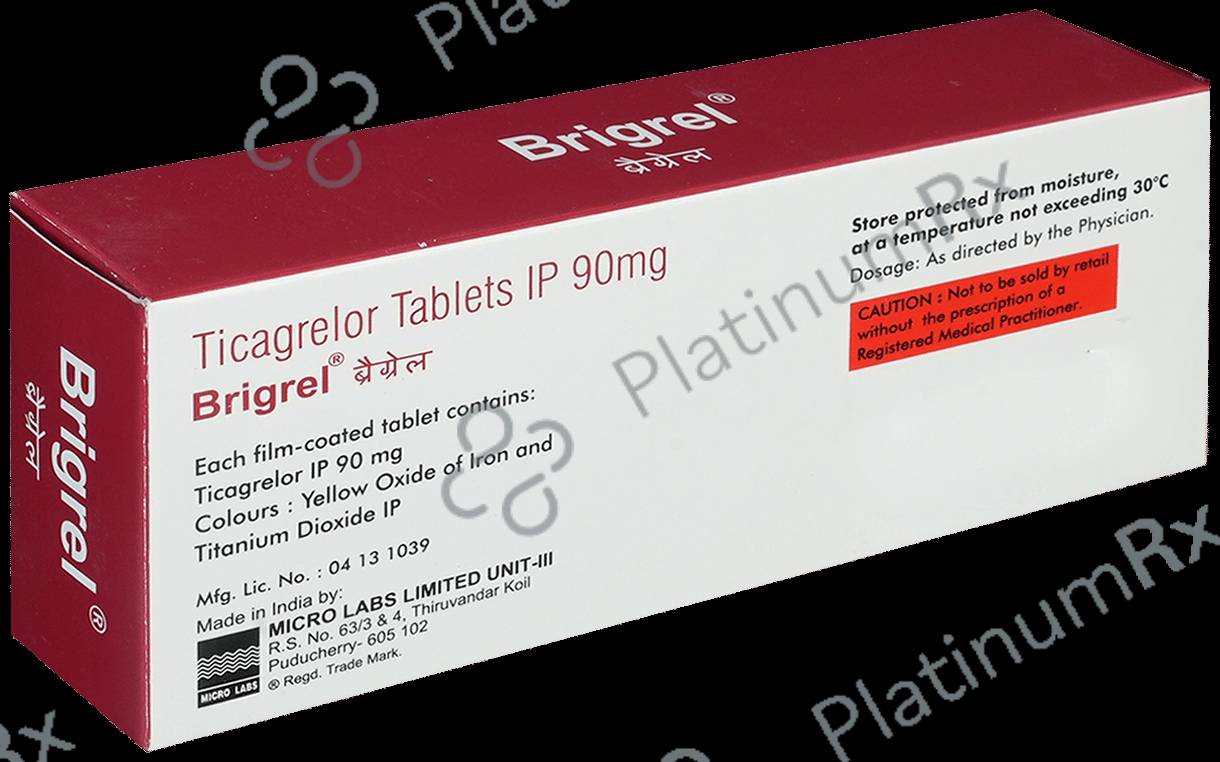 Platinum
Brigrel®
ब्रैग्रेल
Store protected from moisture,
at a temperature not exceeding 30°C
Dosage: As directed by the Physician.
CAUTION : Not to be sold by retail
without the prescription of a
Registered Medical Practitioner.
Ticagrelor Tablets IP 90mg
Brigrel® ब्रैग्रेल
Each film-coated tablet contains:
Ticagrelor IP 90 mg
Colours : Yellow Oxide of Iron and
Titanium Dioxide IP
Mfg. Lic. No. : 04 13 1039
Made in India by:
MICRO LABS LIMITED UNIT-III
R.S. No. 63/3 & 4, Thiruvandar Koil
Puducherry- 605 102
® Regd. Trade Mark.
MICRO LABS
Brigrel®
ब्रैग्रेल
PlatinumRx
PlatinumRx
Rx